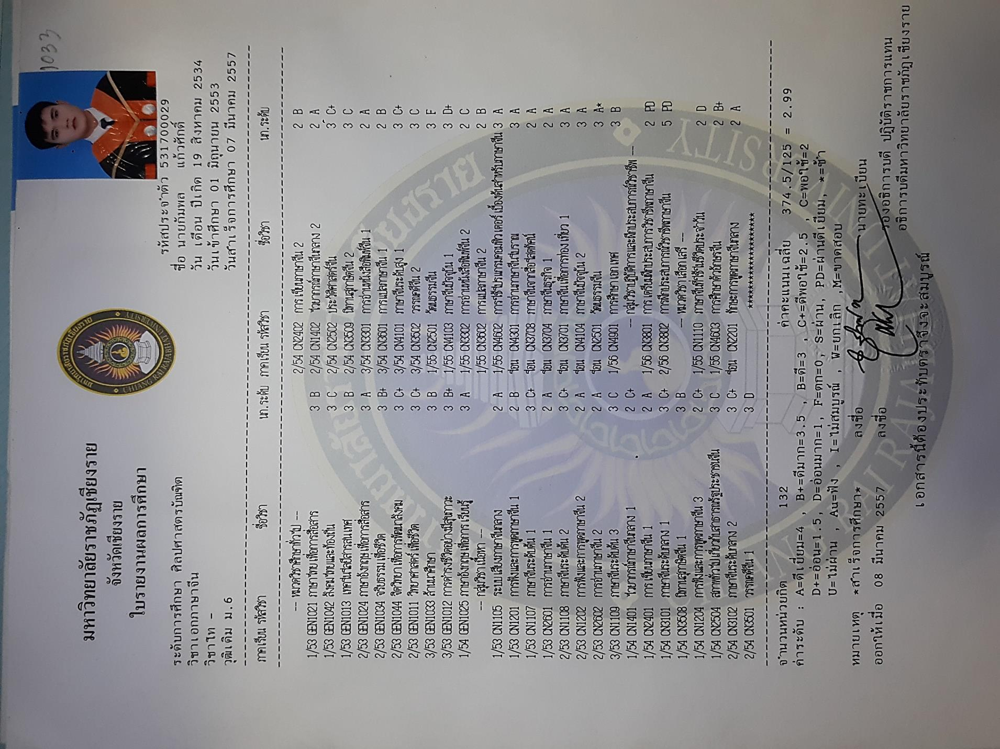 1033
มหาวิทยาลัยราชภัฏเชียงราย
จังหวัดเชียงราย
ใบรายงานผลการศึกษา
มหาวิทยาลัยราชภัฏเชียงราย
CHIANG RAI RAJABHAT UNIVERSITY
รหัสประจำตัว 531700029
ชื่อ นายกัมพล แก้วศักดิ์
วัน เดือน ปีเกิด 19 สิงหาคม 2534
วันเข้าศึกษา 01 มิถุนายน 2553
วันสำเร็จการศึกษา 07 มีนาคม 2557
ระดับการศึกษา ศิลปศาสตรบัณฑิต
วิชาเอกภาษาจีน
วิชาโท -
วุฒิเดิม ม.6
ภาคเรียน รหัสวิชา ชื่อวิชา นก.ระดับ ภาคเรียน รหัสวิชา ชื่อวิชา นก.ระดับ
--- หมวดวิชาศึกษาทั่วไป ---
1/53 GEN1021 ภาษาไทยเพื่อการสื่อสาร 3 B
1/53 GEN1042 สังคมไทยและท้องถิ่น 3 C
1/53 GEN1013 เทคโนโลยีสารสนเทศ 3 B
2/53 GEN1024 ภาษาอังกฤษเพื่อการสื่อสาร 3 A
2/53 GEN1034 จริยธรรมเพื่อชีวิต 3 B+
2/53 GEN1044 จิตวิทยาเพื่อการพัฒนาสังคม 3 C+
2/53 GEN1011 วิทยาศาสตร์เพื่อชีวิต 3 C+
3/53 GEN1033 ล้านนาศึกษา 3 B
3/53 GEN1012 การดำรงชีวิตอย่างมีสุขภาวะ 3 B+
1/54 GEN1025 ภาษาอังกฤษเพื่อการเรียนรู้ 3 A
--- กลุ่มวิชาเนื้อหา ---
1/53 CN1105 ระบบเสียงภาษาจีนกลาง 2 A
1/53 CN1201 การฟังและการพูดภาษาจีน 1 2 B
1/53 CN1107 ภาษาจีนระดับต้น 1 3 C+
1/53 CN2601 การอ่านภาษาจีน 1 2 A
2/53 CN1108 ภาษาจีนระดับต้น 2 3 C+
2/53 CN1202 การฟังและการพูดภาษาจีน 2 2 A
2/53 CN2602 การอ่านภาษาจีน 2 2 A
3/53 CN1109 ภาษาจีนระดับต้น 3 3 C
1/54 CN1401 ไวยากรณ์ภาษาจีนกลาง 1 2 C+
1/54 CN2401 การเขียนภาษาจีน 1 2 A
1/54 CN3101 ภาษาจีนระดับกลาง 1 3 C+
1/54 CN3508 นิทานสุภาษิตจีน 1 3 B
1/54 CN1204 การฟังและการพูดภาษาจีน 3 2 C+
1/54 CN2504 สภาพทั่วไปเกี่ยวกับสาธารณรัฐประชาชนจีน 3 C
2/54 CN3102 ภาษาจีนระดับกลาง 2 3 C+
2/54 CN3501 วรรณคดีจีน 1 3 D
2/54 CN2402 การเขียนภาษาจีน 2 2 B
2/54 CN1402 ไวยากรณ์ภาษาจีนกลาง 2 2 A
2/54 CN2502 ประวัติศาสตร์จีน 3 C+
2/54 CN3509 นิทานสุภาษิตจีน 2 3 C
3/54 CN3301 การอ่านหนังสือพิมพ์จีน 1 2 A
3/54 CN3601 การแปลภาษาจีน 1 2 B
3/54 CN4101 ภาษาจีนระดับสูง 1 3 C+
3/54 CN3502 วรรณคดีจีน 2 3 C
1/55 CN2501 วัฒนธรรมจีน 3 F
1/55 CN4103 ภาษาจีนปัจจุบัน 1 3 D+
1/55 CN3302 การอ่านหนังสือพิมพ์จีน 2 2 C
1/55 CN3602 การแปลภาษาจีน 2 2 B
1/55 CN4602 การใช้โปรแกรมคอมพิวเตอร์เบื้องต้นสำหรับภาษาจีน 3 A
โอน CN4301 การอ่านภาษาจีนโบราณ 3 A
โอน CN3708 ภาษาจีนจากสื่อโสตทัศน์ 2 A
โอน CN3704 ภาษาจีนธุรกิจ 1 2 A
โอน CN3701 ภาษาจีนเพื่อการท่องเที่ยว 1 3 A
โอน CN4104 ภาษาจีนปัจจุบัน 2 3 A
โอน CN2501 วัฒนธรรมจีน 3 A*
1/56 CN4901 การศึกษาเอกเทศ 3 B
--- กลุ่มวิชาปฏิบัติการและฝึกประสบการณ์วิชาชีพ ---
1/56 CN3801 การเตรียมฝึกประสบการวิชาชีพภาษาจีน 2 PD
2/56 CN3802 การฝึกประสบการณ์วิชาชีพภาษาจีน 5 PD
--- หมวดวิชาเลือกเสรี ---
1/55 CN1110 ภาษาจีนที่ใช้ในชีวิตประจำวัน 2 D
1/55 CN4603 การศึกษาตัวอักษรจีน 2 B+
โอน CN2201 ทักษะการพูดภาษาจีนกลาง 2 A
**************************
จำนวนหน่วยกิต 132 ค่าคะแนนเฉลี่ย 374.5/125 = 2.99
ค่าระดับ : A=ดีเยี่ยม=4 , B+=ดีมาก=3.5 , B=ดี=3 , C+=ดีพอใช้=2.5 , C=พอใช้=2
D+=อ่อน=1.5, D=อ่อนมาก=1, F=ตก=0, S=ผ่าน, PD=ผ่านดีเยี่ยม, *=ซ้ำ
U=ไม่ผ่าน , Au=ฟัง , I=ไม่สมบูรณ์ , W=ยกเลิก ,M=ขาดสอบ
หมายเหตุ *สำเร็จการศึกษา* ลงชื่อ นายทะเบียน
ออกให้เมื่อ 08 มีนาคม 2557 ลงชื่อ รองอธิการบดี ปฏิบัติราชการแทน
อธิการบดีมหาวิทยาลัยราชภัฏเชียงราย
เอกสารนี้ต้องประทับตราจึงจะสมบูรณ์